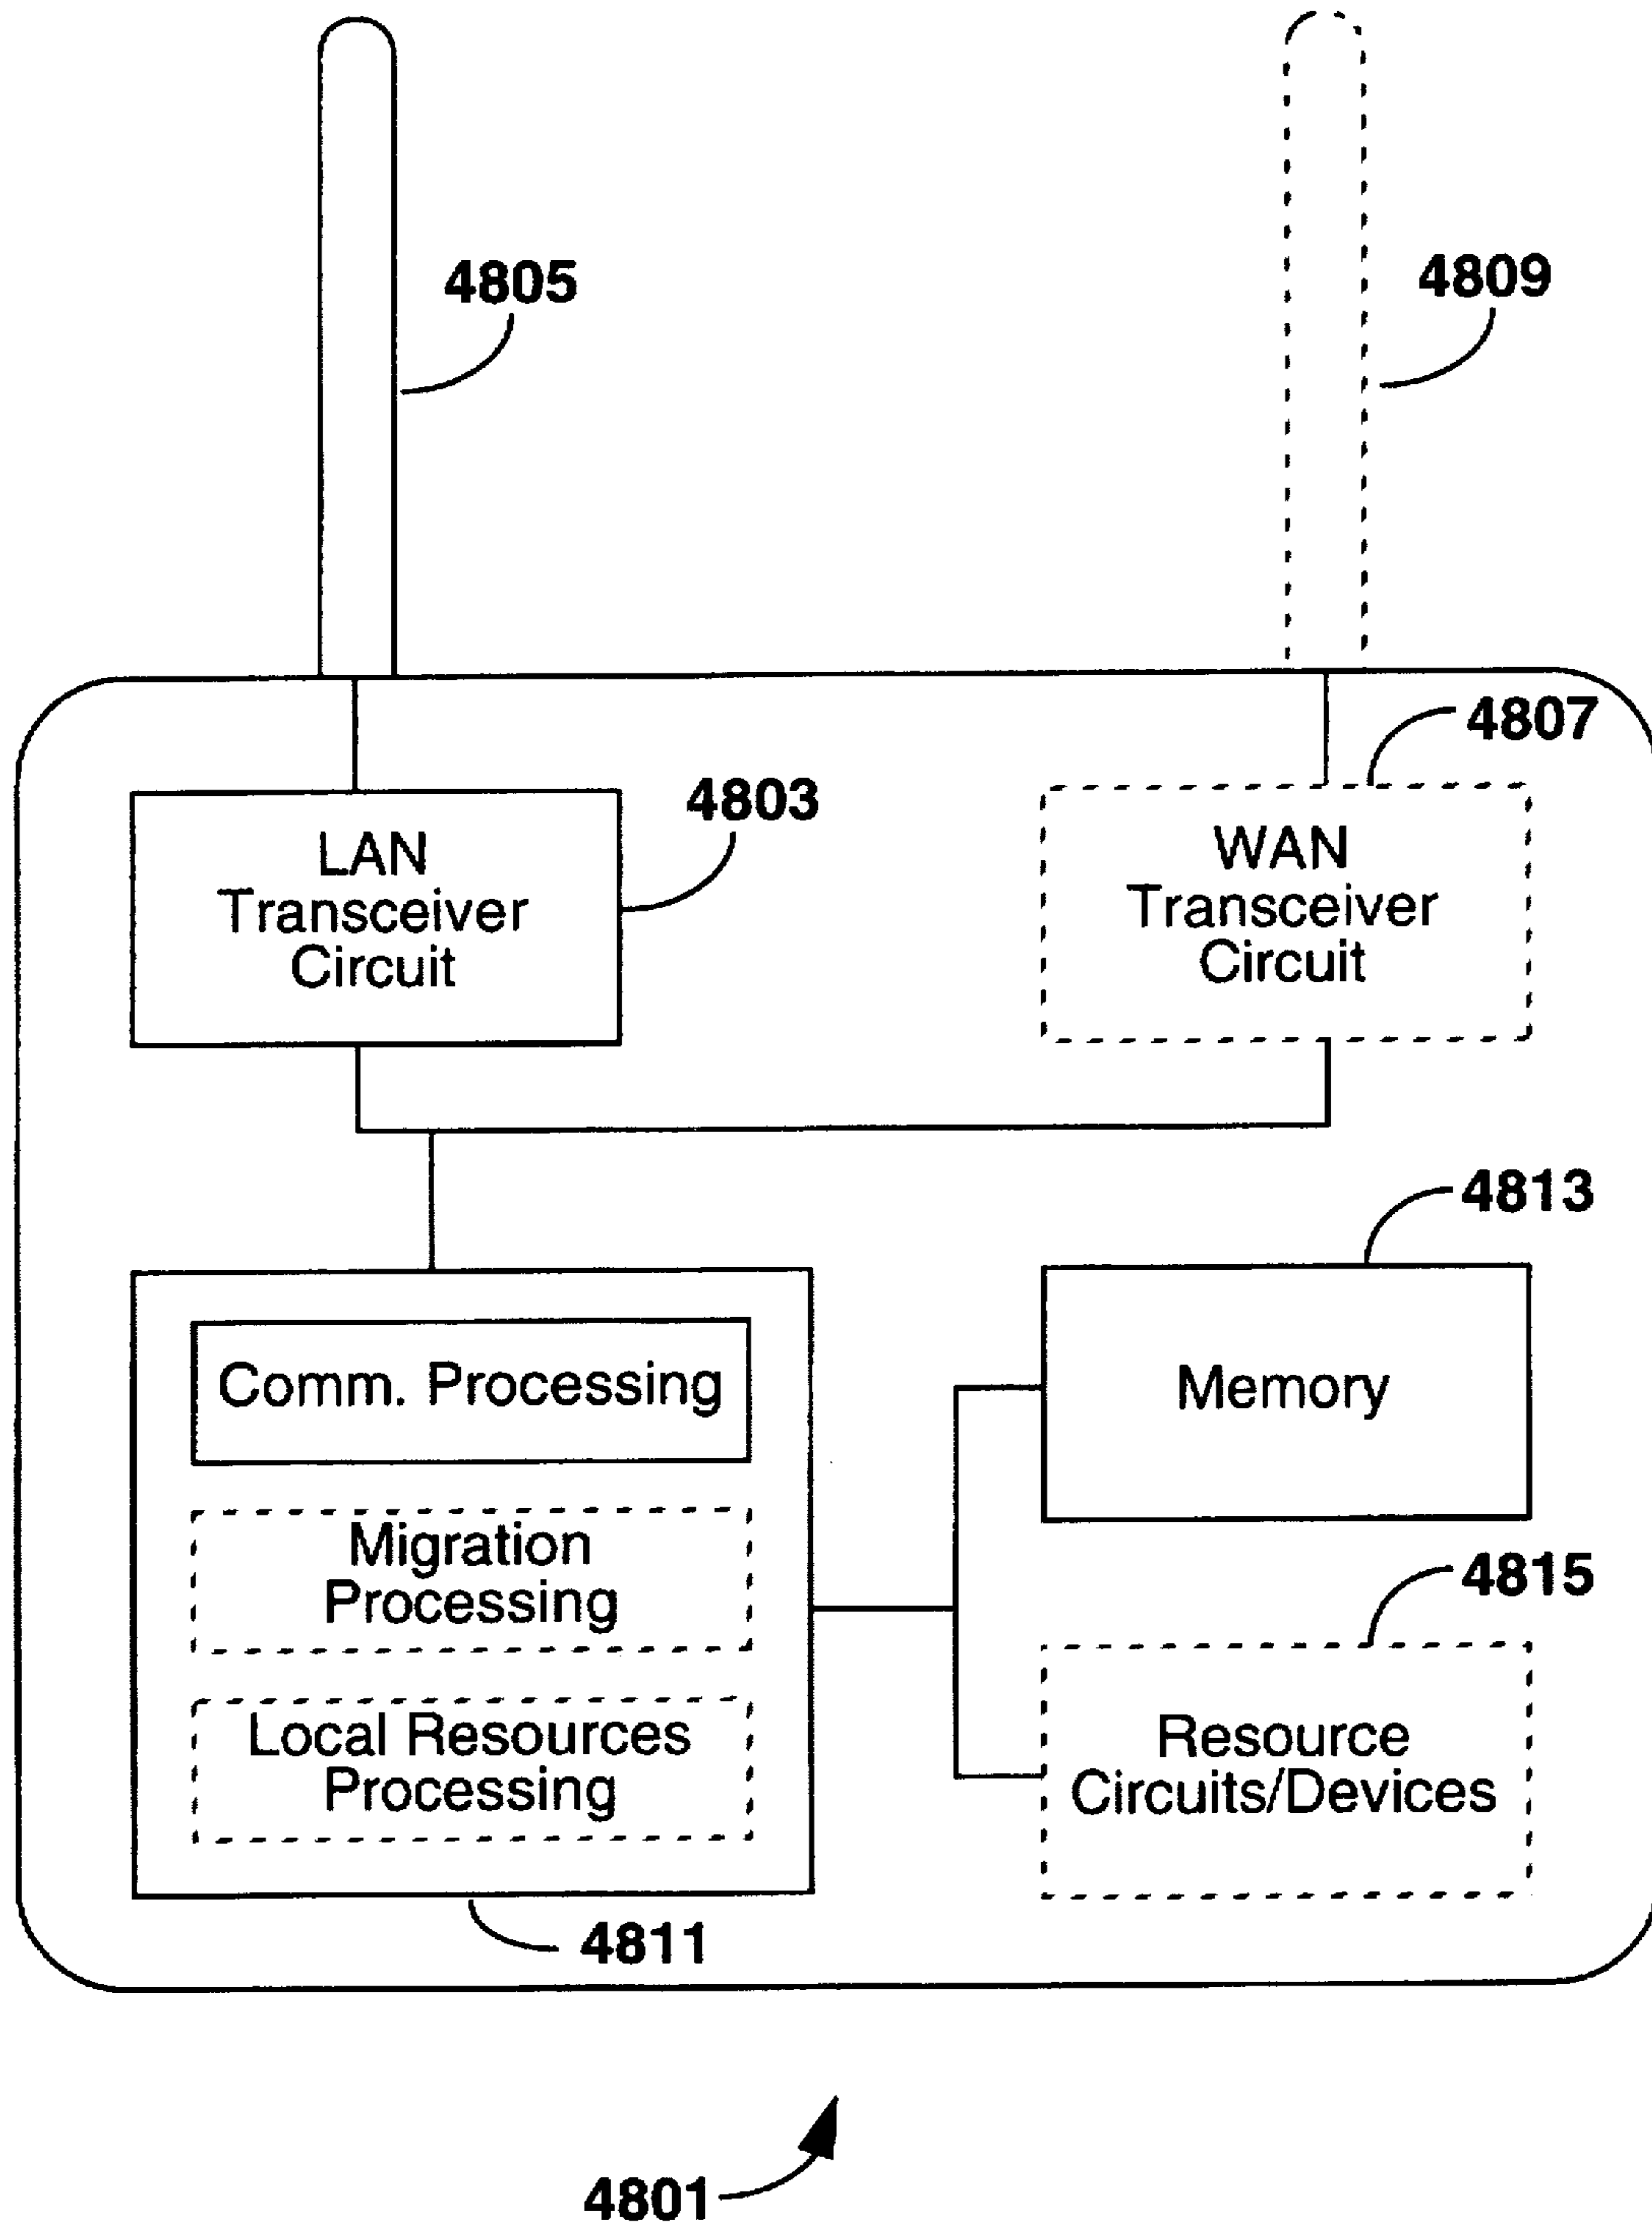 4805
4809
4807
4803
LAN
Transceiver
Circuit
WAN
Transceiver
Circuit
4813
Comm. Processing
Memory
Migration
Processing
4815
Local Resources
Processing
Resource
Circuits/Devices
4811
4801